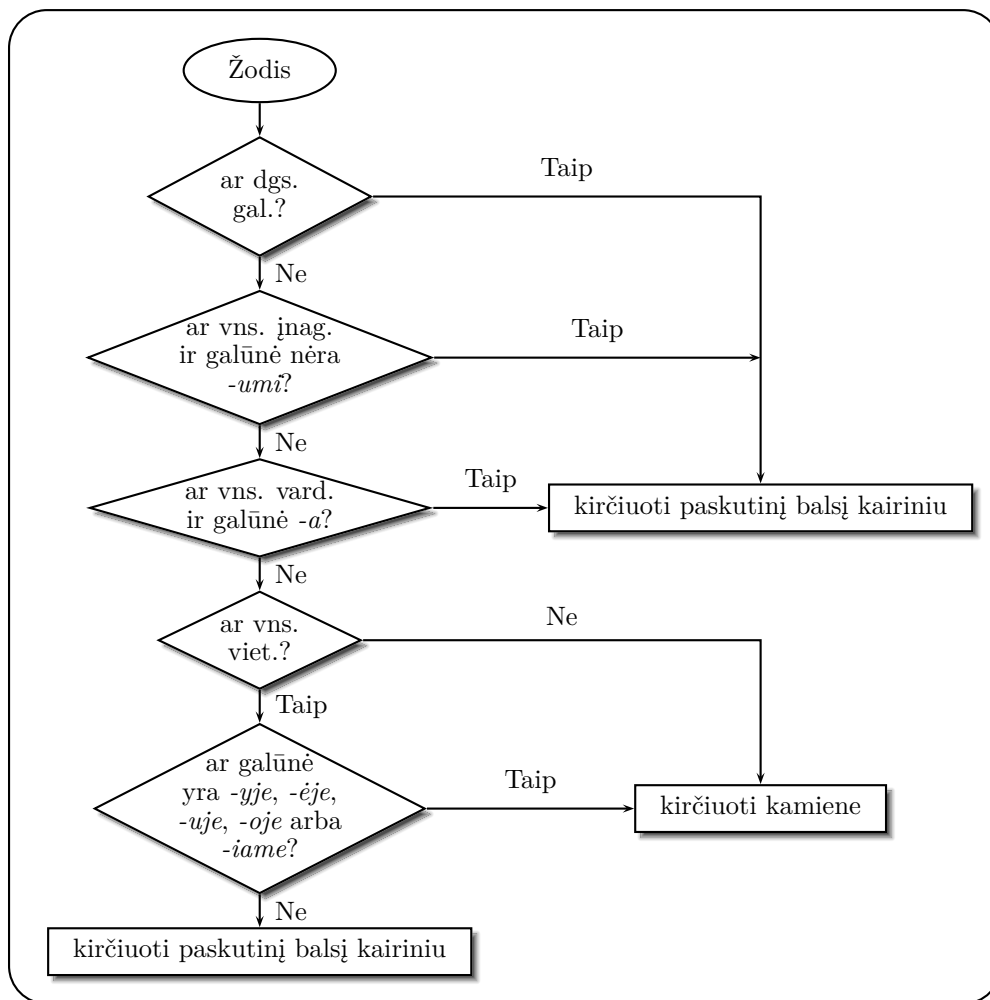 Žodis
ar dgs.
gal.?
Taip
Ne
ar vns. įnag.
ir galūnė nėra
-umi?
Taip
Ne
ar vns. vard.
ir galūnė -a?
Taip
kirčiuoti paskutinį balsį kairiniu
Ne
ar vns.
viet.?
Ne
Taip
ar galūnė
yra -yje, -ėje,
-uje, -oje arba
-iame?
Taip
kirčiuoti kamiene
Ne
kirčiuoti paskutinį balsį kairiniu